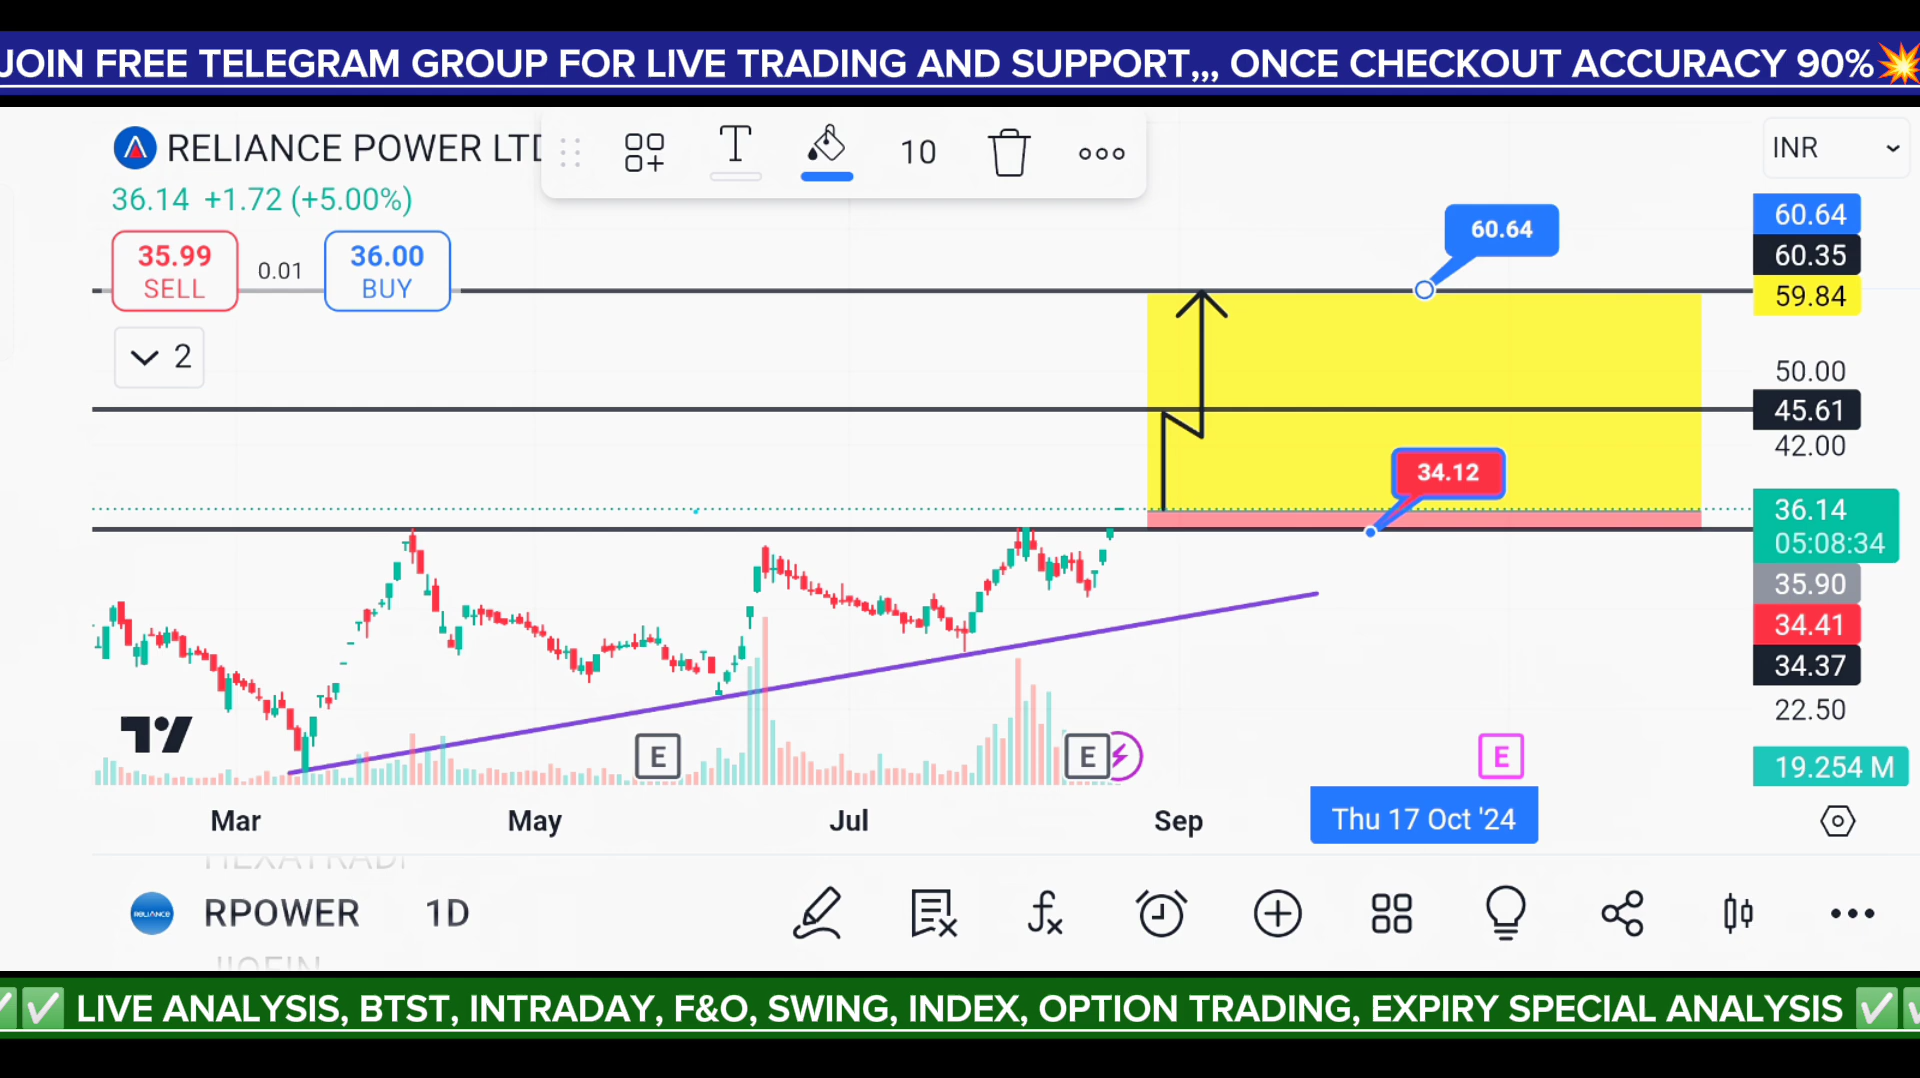 JOIN FREE TELEGRAM GROUP FOR LIVE TRADING AND SUPPORT,,, ONCE CHECKOUT ACCURACY 90%💥
RELIANCE POWER LTD
T
10
INR
36.14 +1.72 (+5.00%)
35.99
SELL
0.01
36.00
BUY
2
60.64
60.64
60.35
59.84
50.00
45.61
42.00
34.12
36.14
05:08:34
35.90
34.41
34.37
22.50
19.254 M
E
E
E
Mar
May
Jul
Sep
Thu 17 Oct '24
HEXATRADI
RPOWER
1D
JIOFIN
✅ LIVE ANALYSIS, BTST, INTRADAY, F&O, SWING, INDEX, OPTION TRADING, EXPIRY SPECIAL ANALYSIS ✅